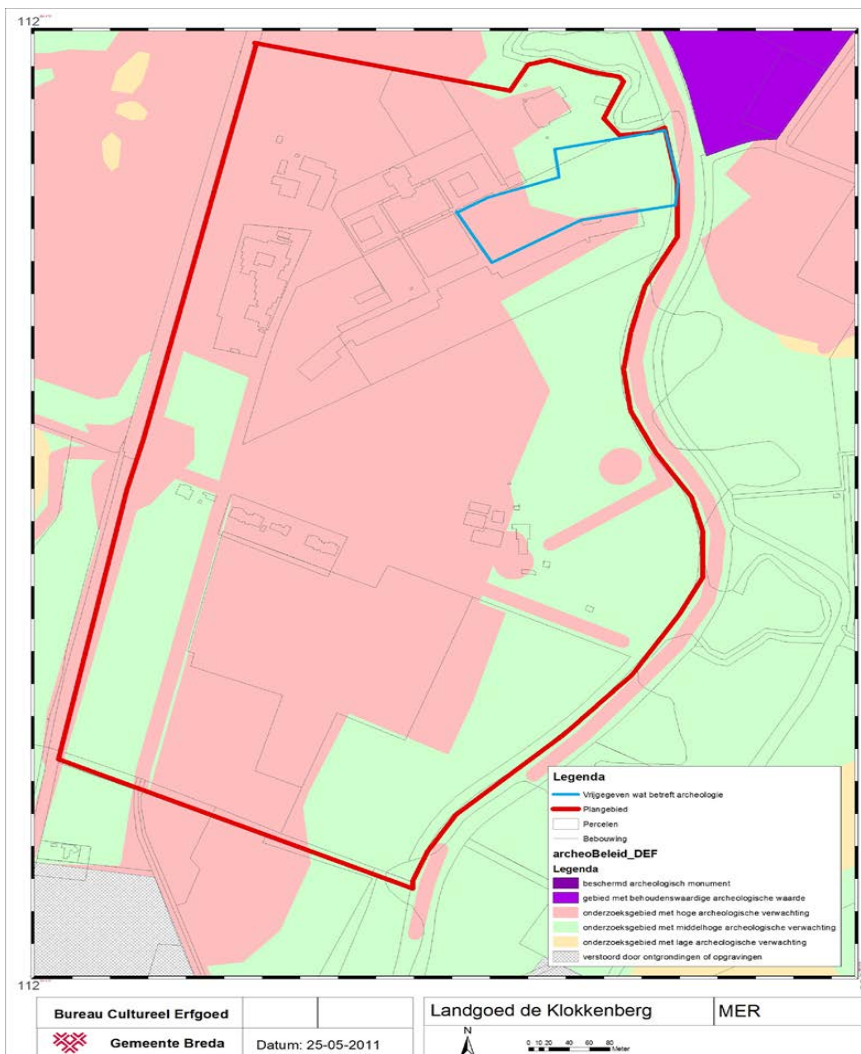 112
Legenda
Vrijgegeven wat betreft archeologie
Plangebied
Percelen
Bebouwing
archeoBeleid_DEF
Legenda
beschermd archeologisch monument
gebied met behoudenswaardige archeologische waarde
onderzoeksgebied met hoge archeologische verwachting
onderzoeksgebied met middelhoge archeologische verwachting
onderzoeksgebied met lage archeologische verwachting
verstoord door ontgrondingen of opgravingen
112
Bureau Cultureel Erfgoed
Landgoed de Klokkenberg
MER
Gemeente Breda
Datum: 25-05-2011
N
0 10 20 40 60 80
Meter